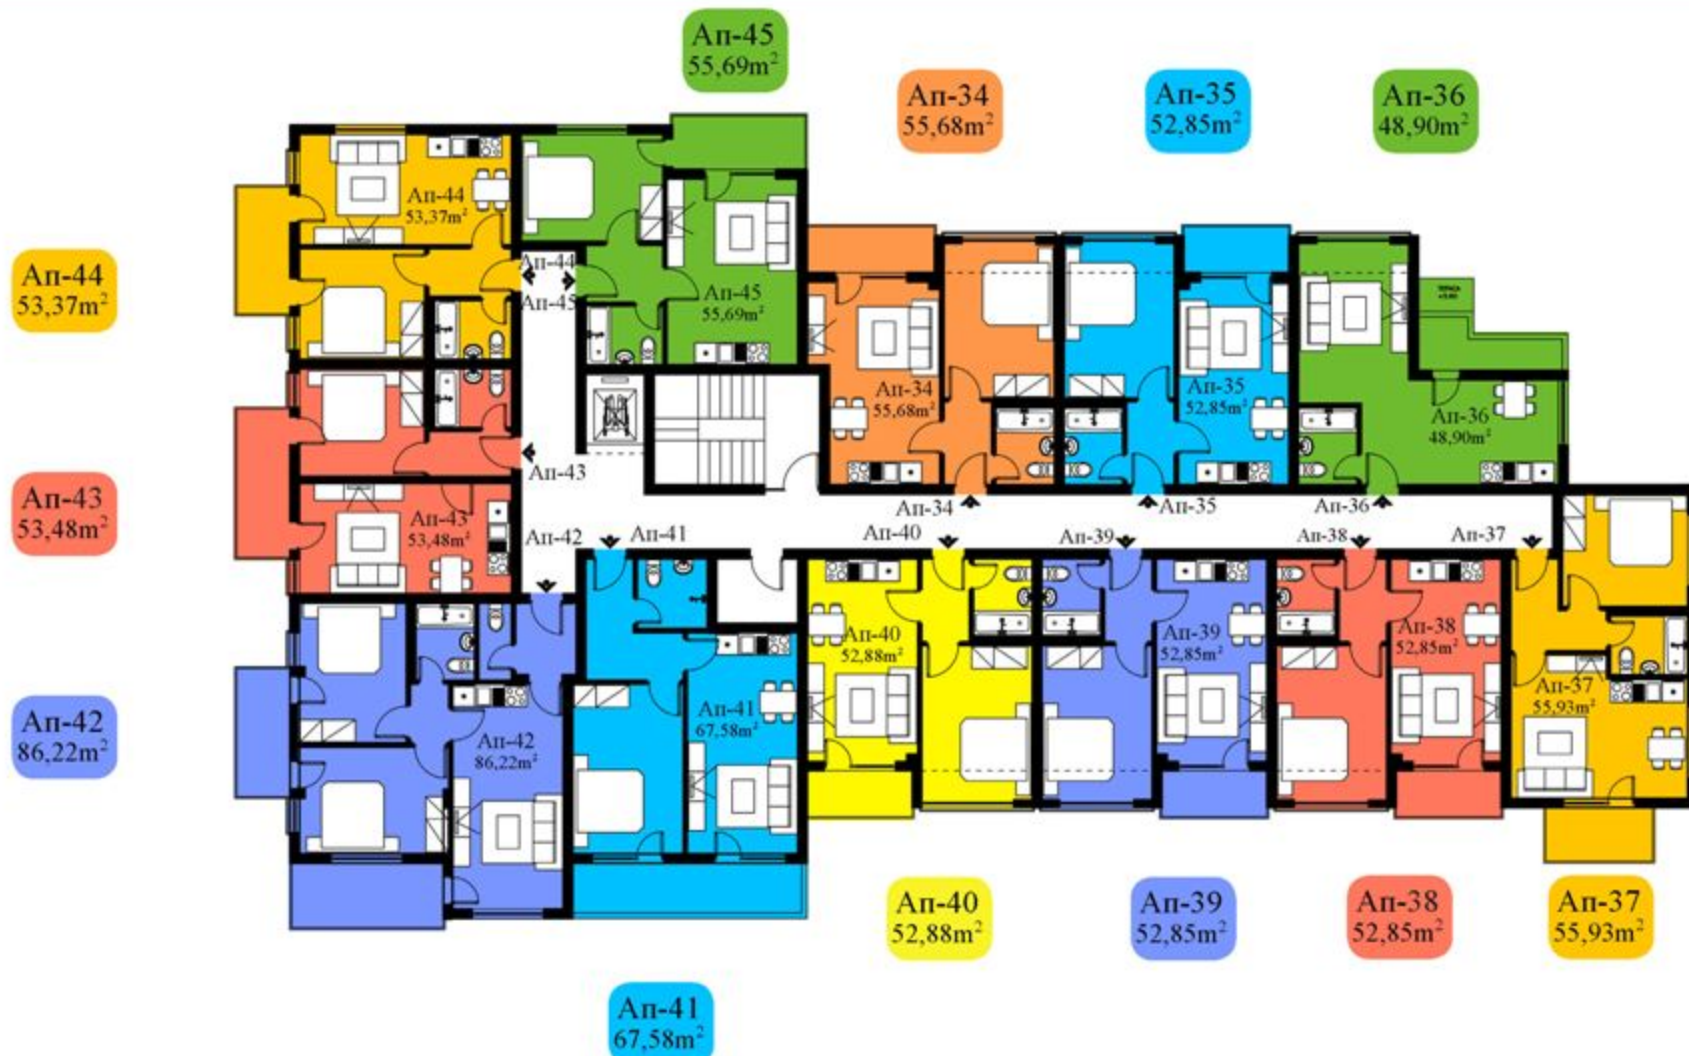 Ап-45
55,69m²
Ап-34
55,68m²
Ап-35
52,85m²
Ап-36
48,90m²
Ап-44
53,37m²
Ап-44
53,37m²
Ап-44
Ап-45
Ап-45
55,69m²
Ап-34
55,68m²
Ап-35
52,85m²
Ап-36
48,90m²
Ап-43
53,48m²
Ап-43
Ап-43
53,48m²
Ап-34
Ап-35
Ап-36
Ап-42
Ап-41
Ап-40
Ап-39
Ап-38
Ап-37
Ап-40
52,88m²
Ап-39
52,85m²
Ап-38
52,85m²
Ап-37
55,93m²
Ап-42
86,22m²
Ап-42
86,22m²
Ап-41
67,58m²
Ап-40
52,88m²
Ап-39
52,85m²
Ап-38
52,85m²
Ап-37
55,93m²
Ап-41
67,58m²